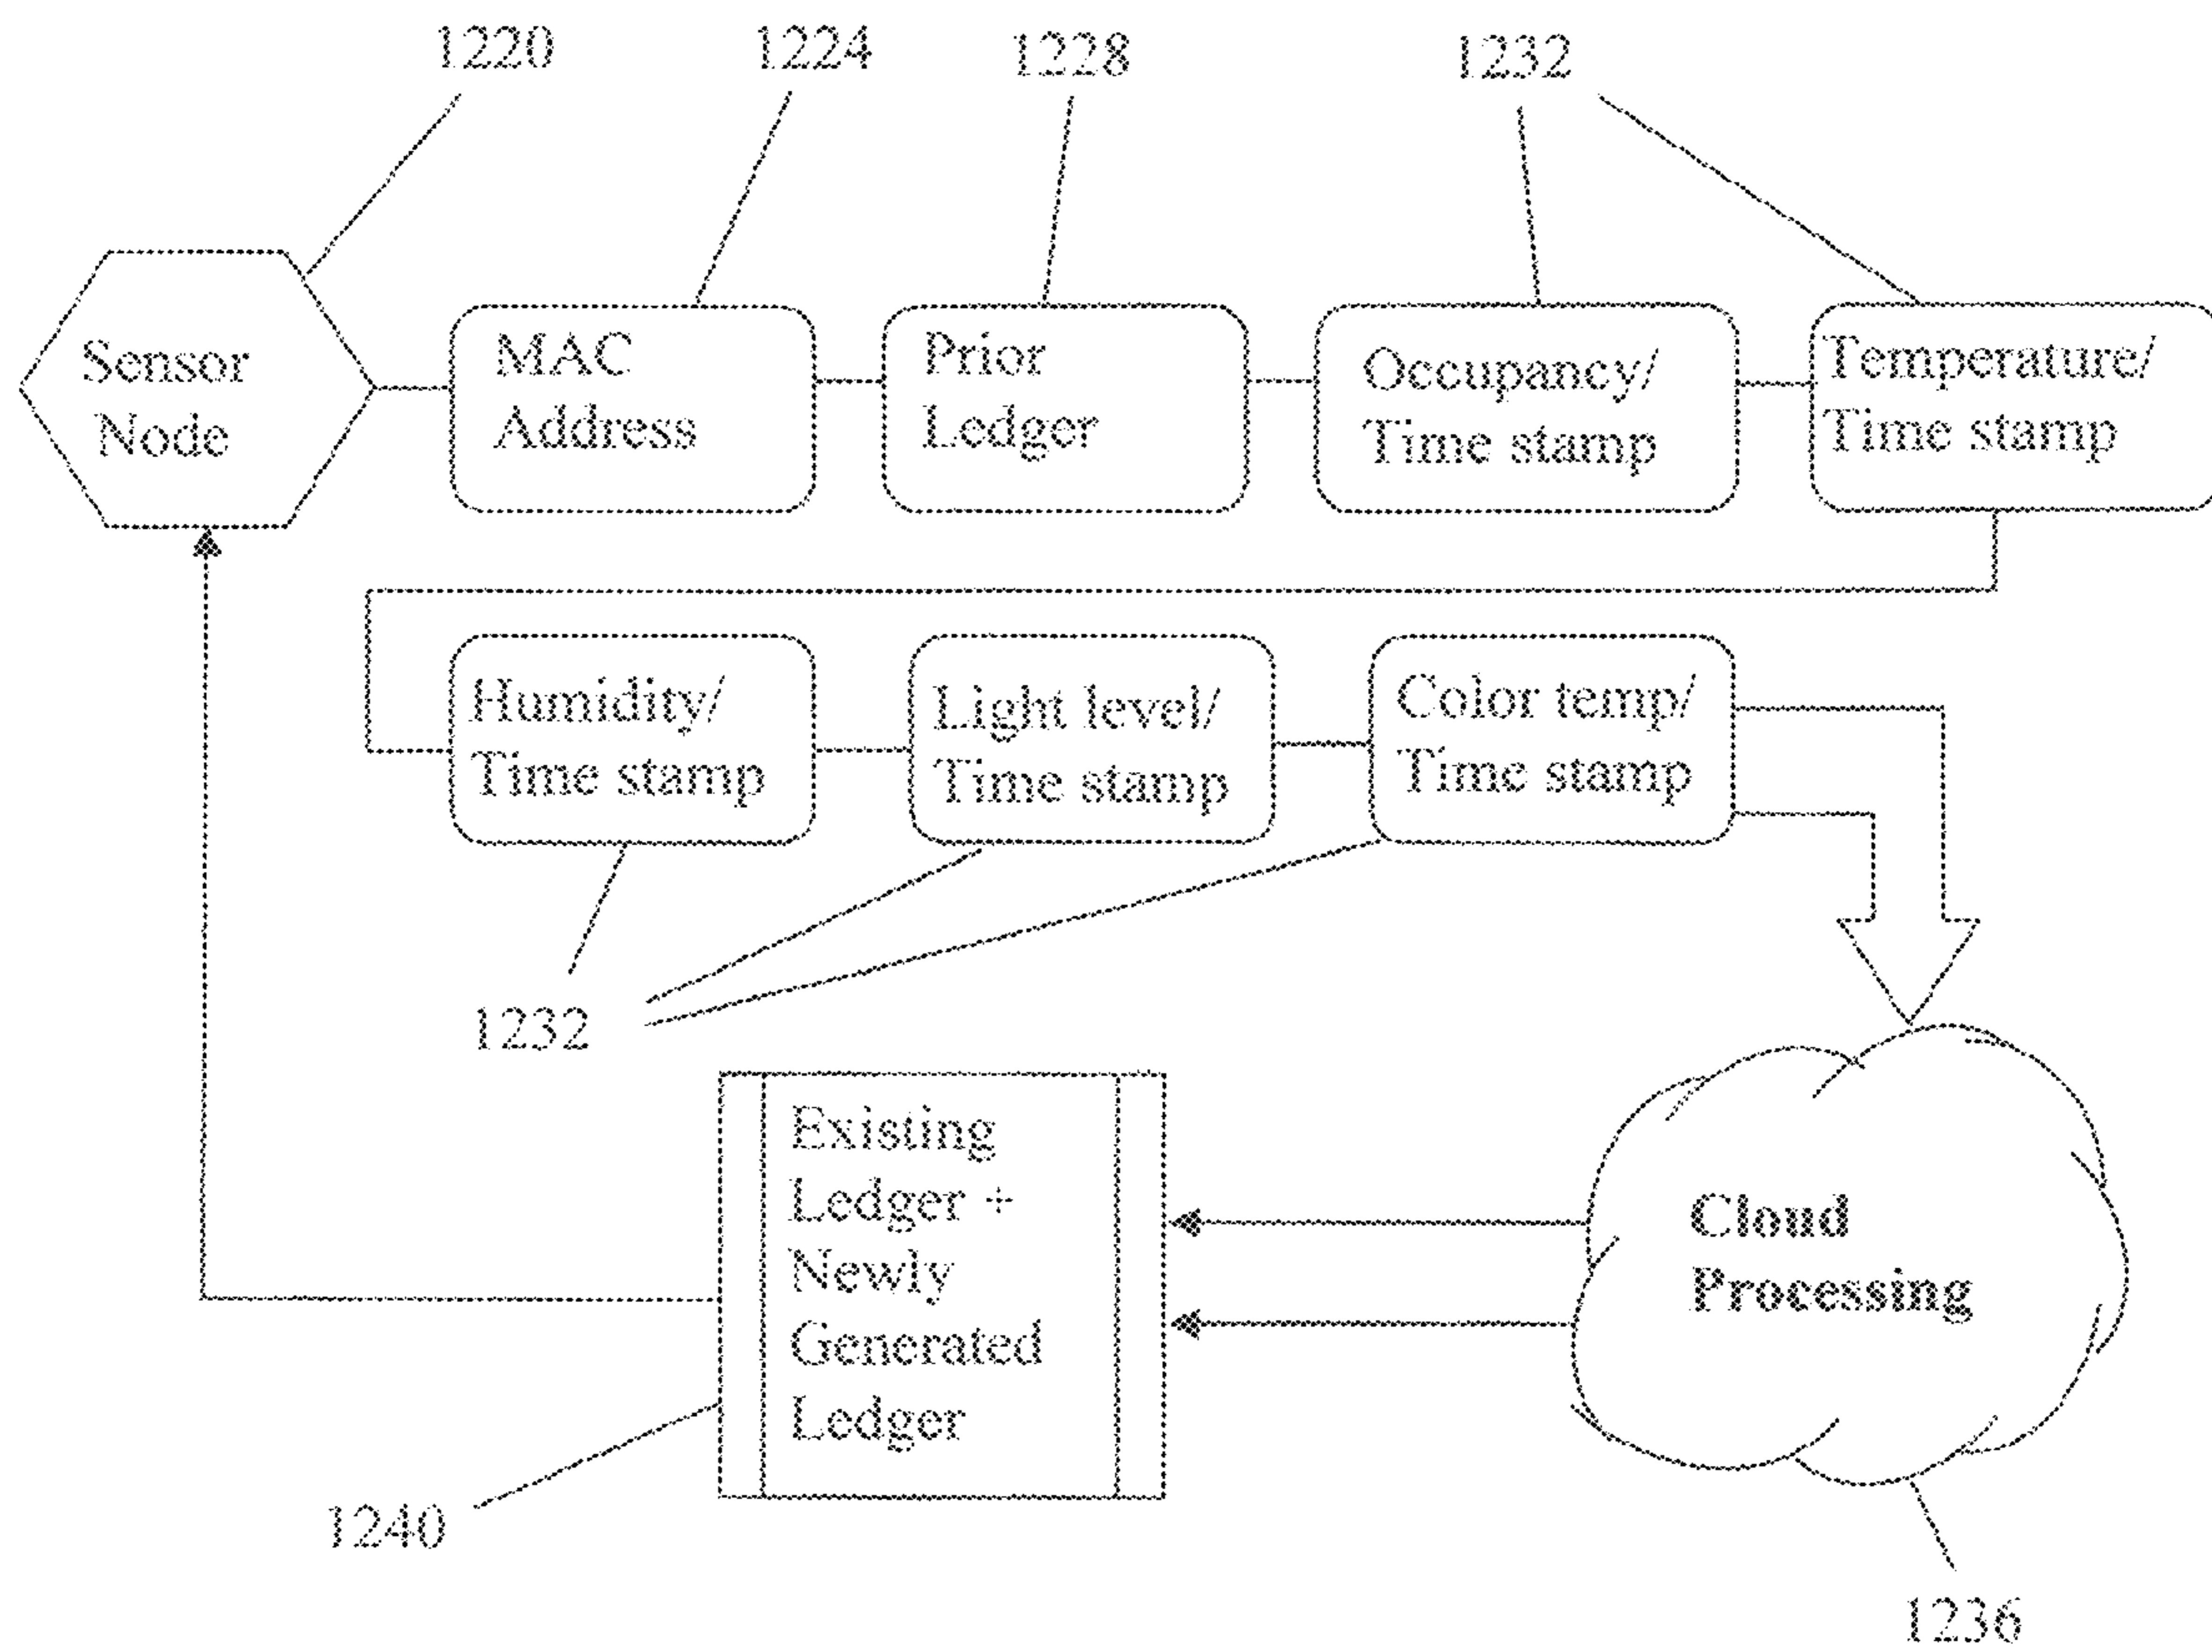 1220
1224
1228
1232
Sensor
Node
MAC
Address
Prior
Ledger
Occupancy/
Time stamp
Temperature/
Time stamp
Humidity/
Time stamp
Light level/
Time stamp
Color temp/
Time stamp
1232
Existing
Ledger +
Newly
Generated
Ledger
Cloud
Processing
1240
1236